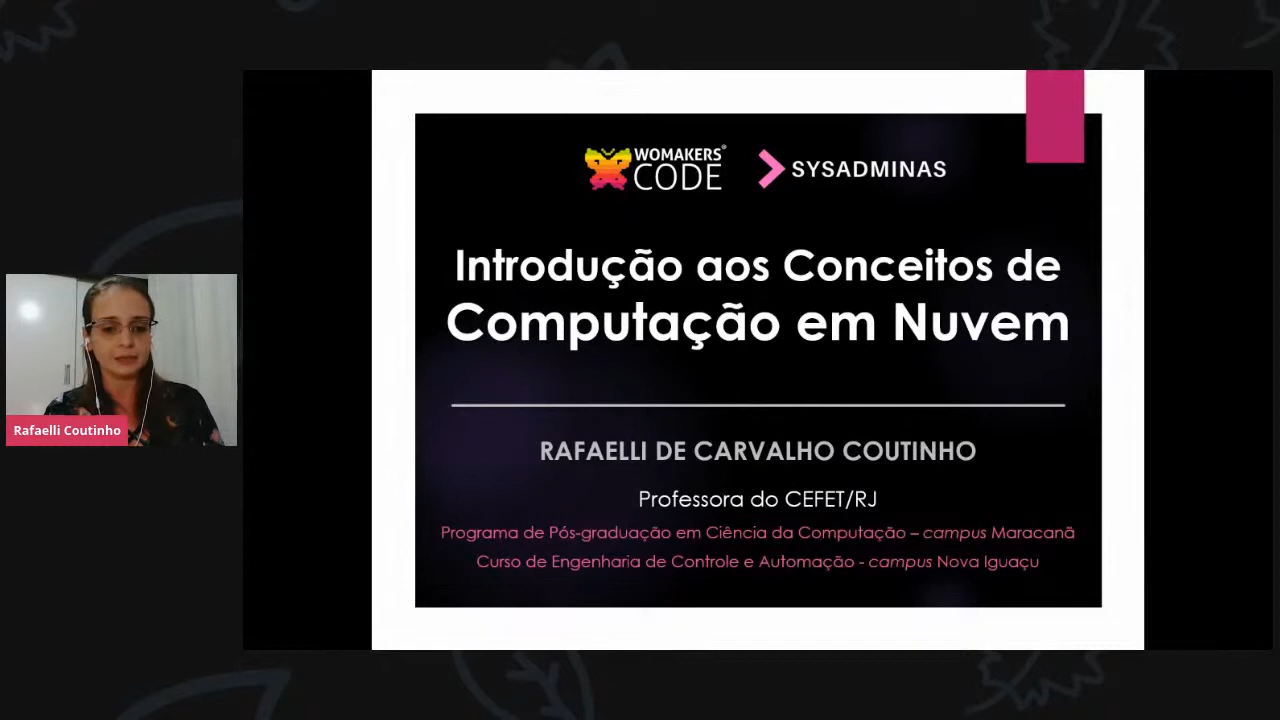 WOMAKERS®
CODE
SYSADMINAS
Introdução aos Conceitos de
Computação em Nuvem
RAFAELLI DE CARVALHO COUTINHO
Professora do CEFET/RJ
Programa de Pós-graduação em Ciência da Computação – campus Maracanã
Curso de Engenharia de Controle e Automação - campus Nova Iguaçu
Rafaelli Coutinho